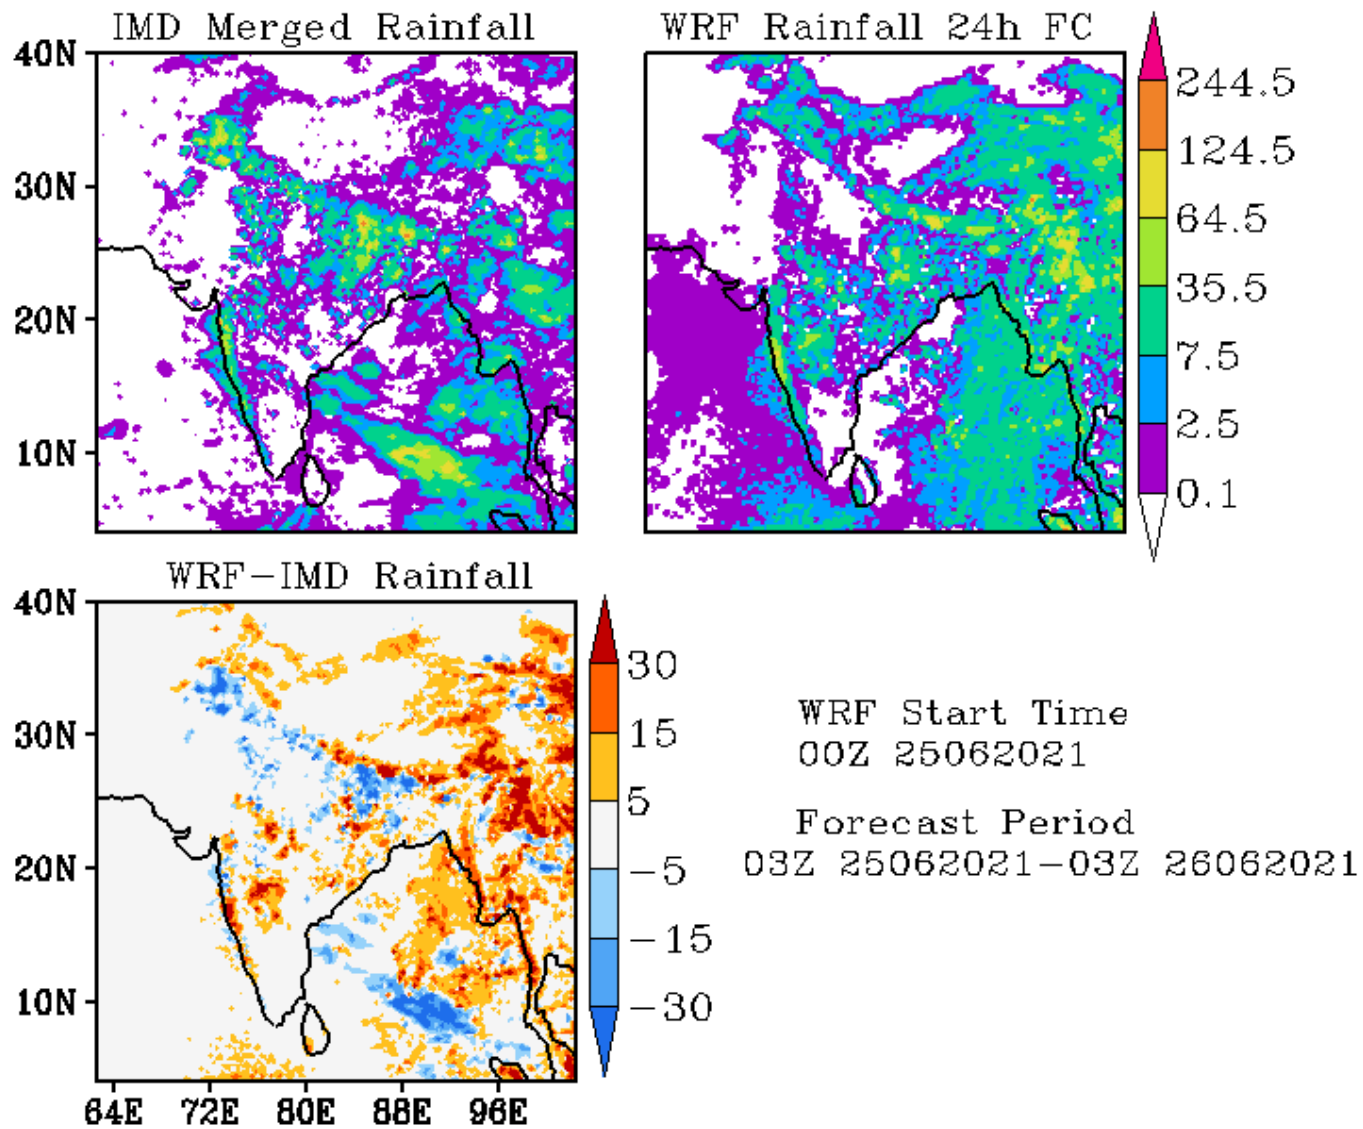 IMD Merged Rainfall
WRF Rainfall 24h FC
40N
30N
20N
10N
244.5
124.5
64.5
35.5
7.5
2.5
0.1
WRF-IMD Rainfall
40N
30N
20N
10N
64E 72E 80E 88E 96E
30
15
5
-5
-15
-30
WRF Start Time
00Z 25062021
Forecast Period
03Z 25062021-03Z 26062021